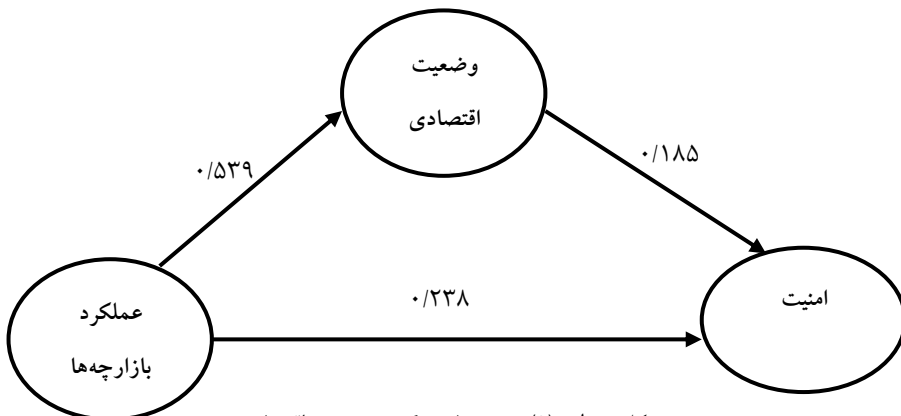 وضعیت
اقتصادی
۰/۵۳۹
۰/۱۸۵
عملکرد
بازارچه‌ها
۰/۲۳۸
امنیت